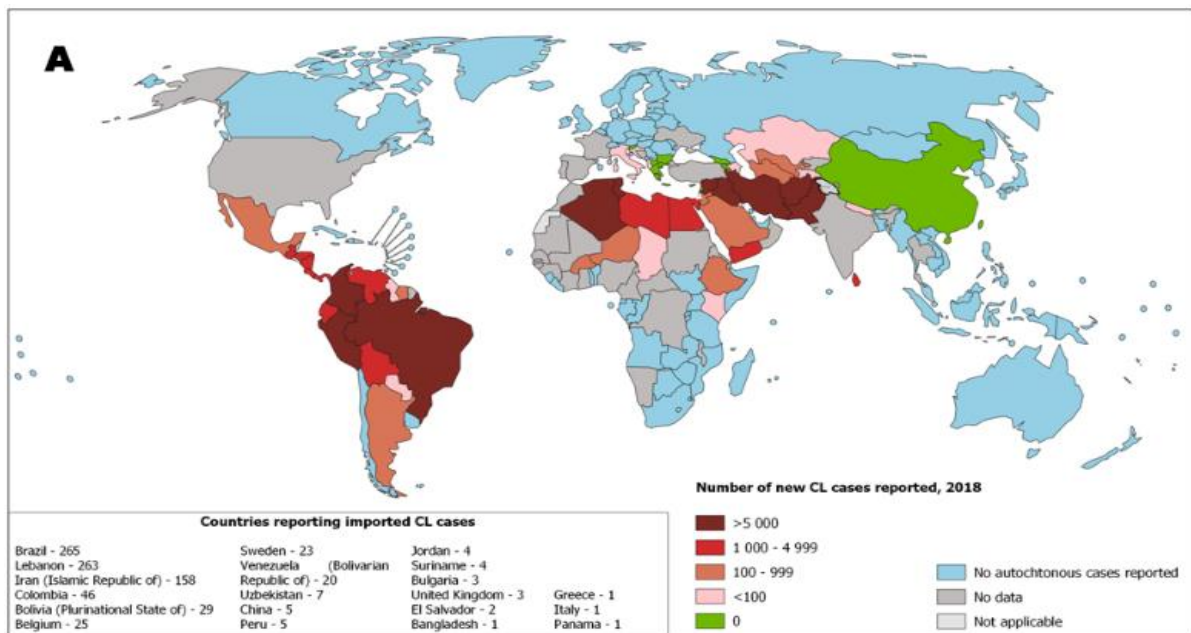 A
Number of new CL cases reported, 2018
>5 000
1 000 - 4 999
100 - 999
<100
0
No autochtonous cases reported
No data
Not applicable
Countries reporting imported CL cases
Brazil - 265
Lebanon - 263
Iran (Islamic Republic of) - 158
Colombia - 46
Bolivia (Plurinational State of) - 29
Belgium - 25
Sweden - 23
Venezuela (Bolivarian
Republic of) - 20
Uzbekistan - 7
China - 5
Peru - 5
Jordan - 4
Suriname - 4
Bulgaria - 3
United Kingdom - 3
El Salvador - 2
Bangladesh - 1
Greece - 1
Italy - 1
Panama - 1